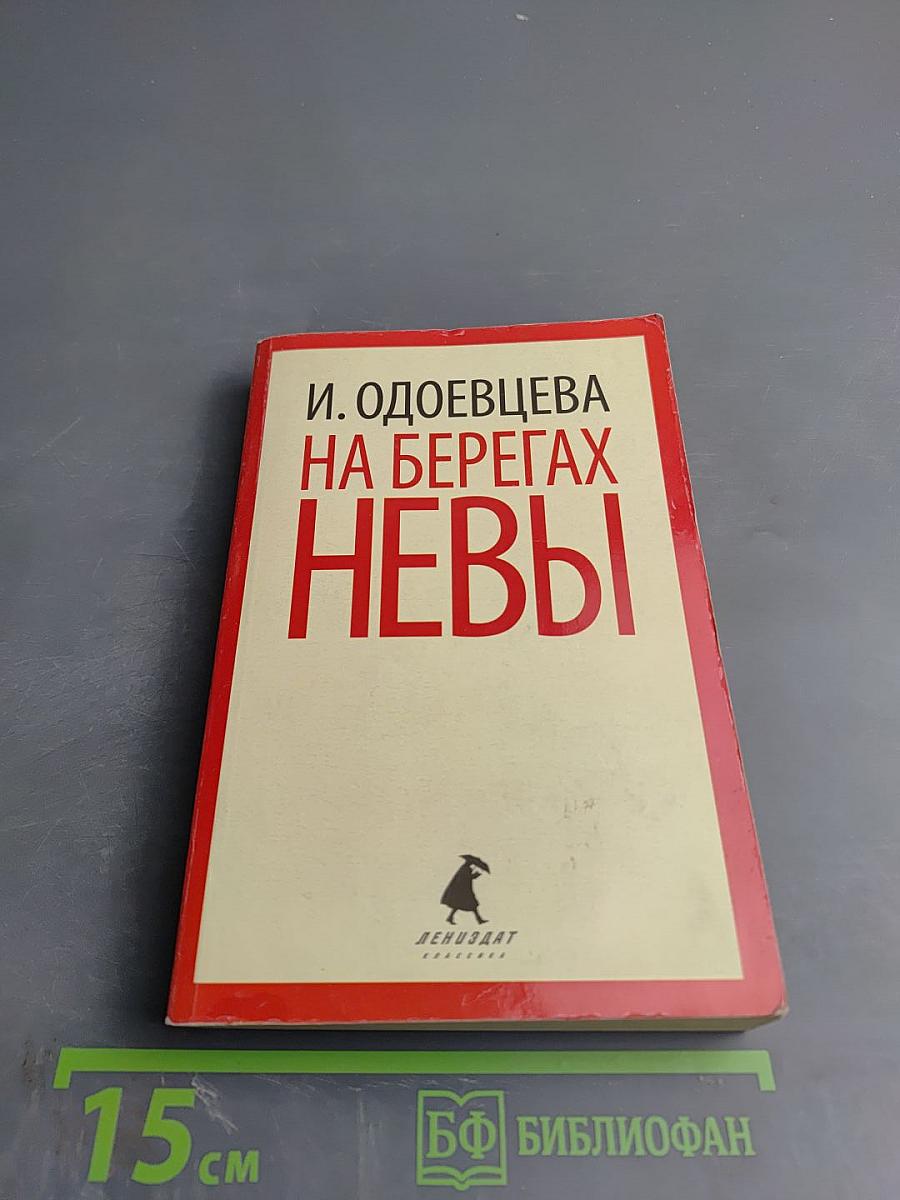 И. ОДОЕВЦЕВА
НА БЕРЕГАХ
НЕВЫ
ЛЕНИЗДАТ
КЛАССИКА
15 см
БФ БИБЛИОФАН